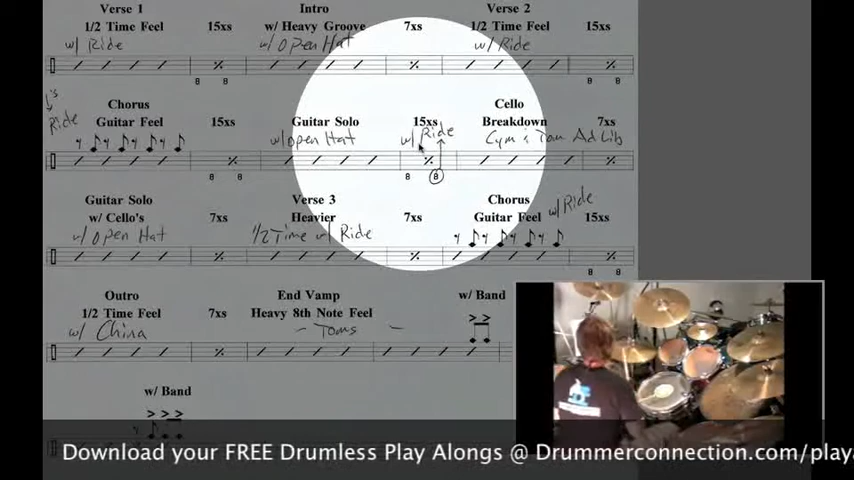 Verse 1 Intro Verse 2
1/2 Time Feel 15xs w/ Heavy Groove 7xs 1/2 Time Feel 15xs
w/ Ride w/ open Hat w/ Ride
8 8 8 8
Chorus Cello
Guitar Feel 15xs Guitar Solo 15xs Breakdown 7xs
Ride w/open Hat w/ Ride Cym & Tom Ad Lib
8 8 8 8
Guitar Solo Verse 3 Chorus
w/ Cello's 7xs Heavier 7xs Guitar Feel w/ Ride 15xs
w/ open Hat 1/2 Time w/ Ride
8 8
Outro End Vamp w/ Band
1/2 Time Feel 7xs Heavy 8th Note Feel
w/ China - Toms -
w/ Band
Download your FREE Drumless Play Alongs @ Drummerconnection.com/playa